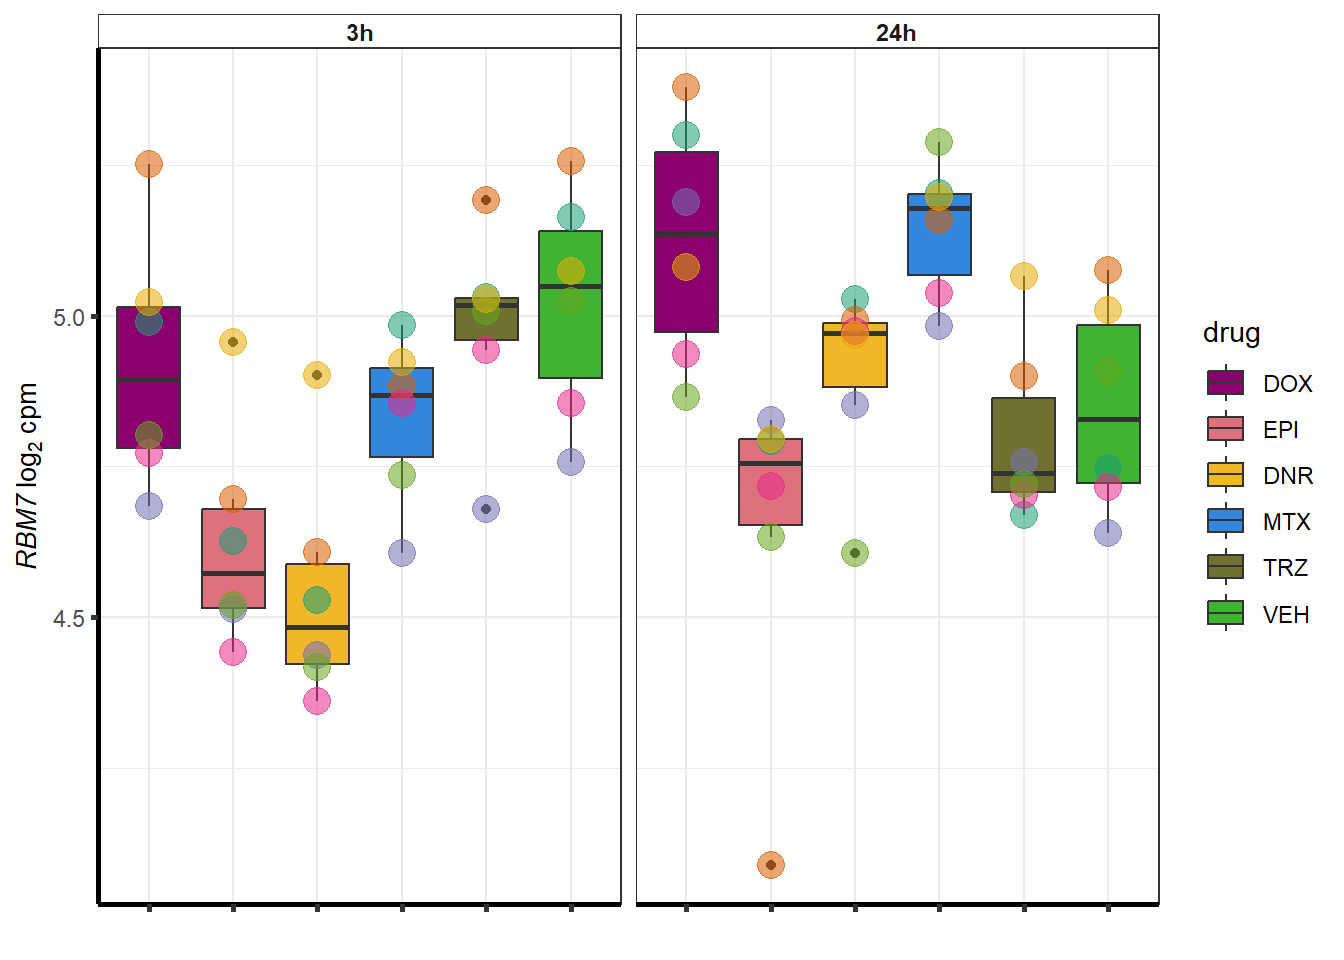 3h
24h
5.0
4.5
RBM7 log₂ cpm
drug
DOX
EPI
DNR
MTX
TRZ
VEH